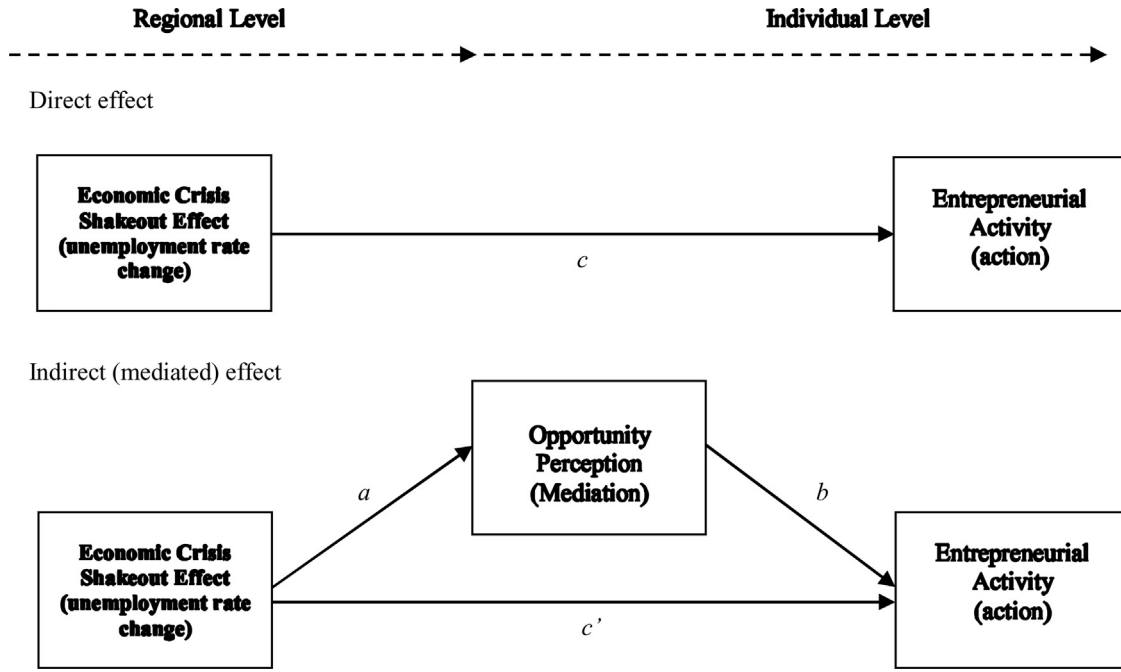 Regional Level
Individual Level
Direct effect
Economic Crisis
Shakeout Effect
(unemployment rate
change)
c
Entrepreneurial
Activity
(action)
Indirect (mediated) effect
Opportunity
Perception
(Mediation)
a
b
Economic Crisis
Shakeout Effect
(unemployment rate
change)
c’
Entrepreneurial
Activity
(action)